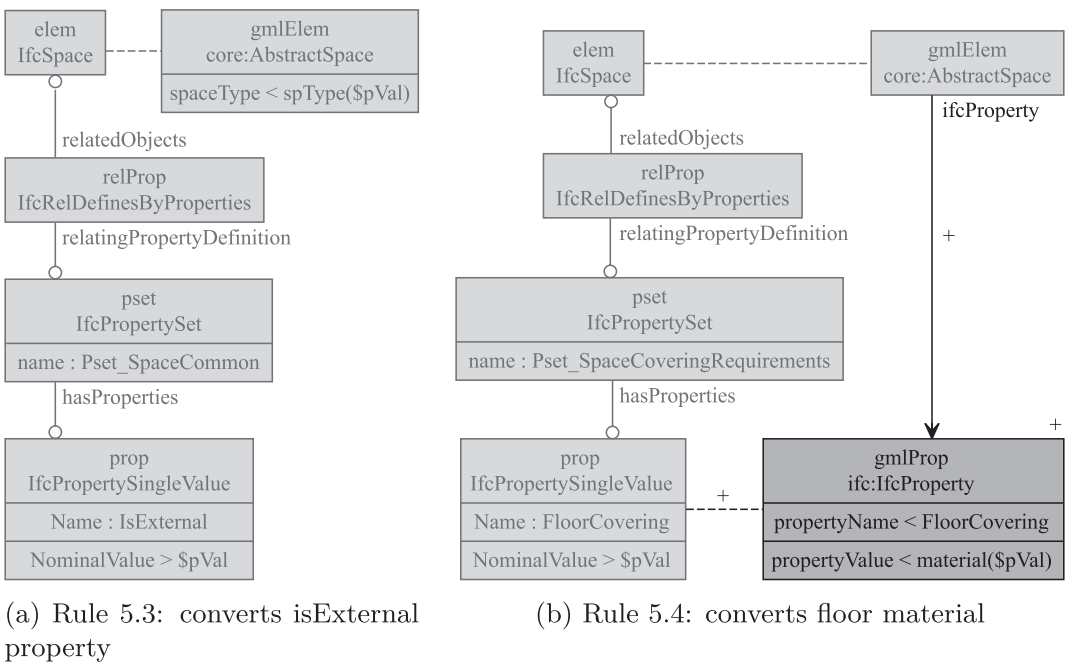 elem
IfcSpace
gmlElem
core:AbstractSpace
spaceType < spType($pVal)
relatedObjects
relProp
IfcRelDefinesByProperties
relatingPropertyDefinition
pset
IfcPropertySet
name : Pset_SpaceCommon
hasProperties
prop
IfcPropertySingleValue
Name : IsExternal
NominalValue > $pVal
(a) Rule 5.3: converts isExternal
property
elem
IfcSpace
gmlElem
core:AbstractSpace
ifcProperty
relatedObjects
relProp
IfcRelDefinesByProperties
relatingPropertyDefinition
+
pset
IfcPropertySet
name : Pset_SpaceCoveringRequirements
hasProperties
+
prop
IfcPropertySingleValue
Name : FloorCovering
NominalValue > $pVal
+
gmlProp
ifc:IfcProperty
propertyName < FloorCovering
propertyValue < material($pVal)
(b) Rule 5.4: converts floor material